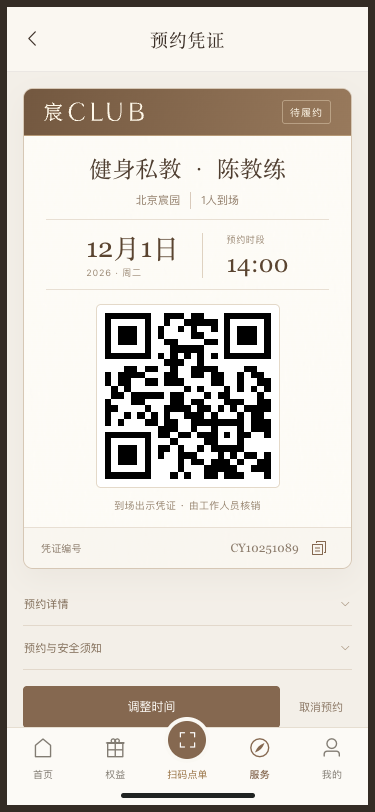 预约凭证
宸CLUB
待履约
健身私教 · 陈教练
北京宸园 1人到场
12月1日
2026 · 周二
预约时段
14:00
到场出示凭证 · 由工作人员核销
凭证编号 CY10251089
预约详情
预约与安全须知
调整时间
取消预约
首页 权益 扫码点单 服务 我的